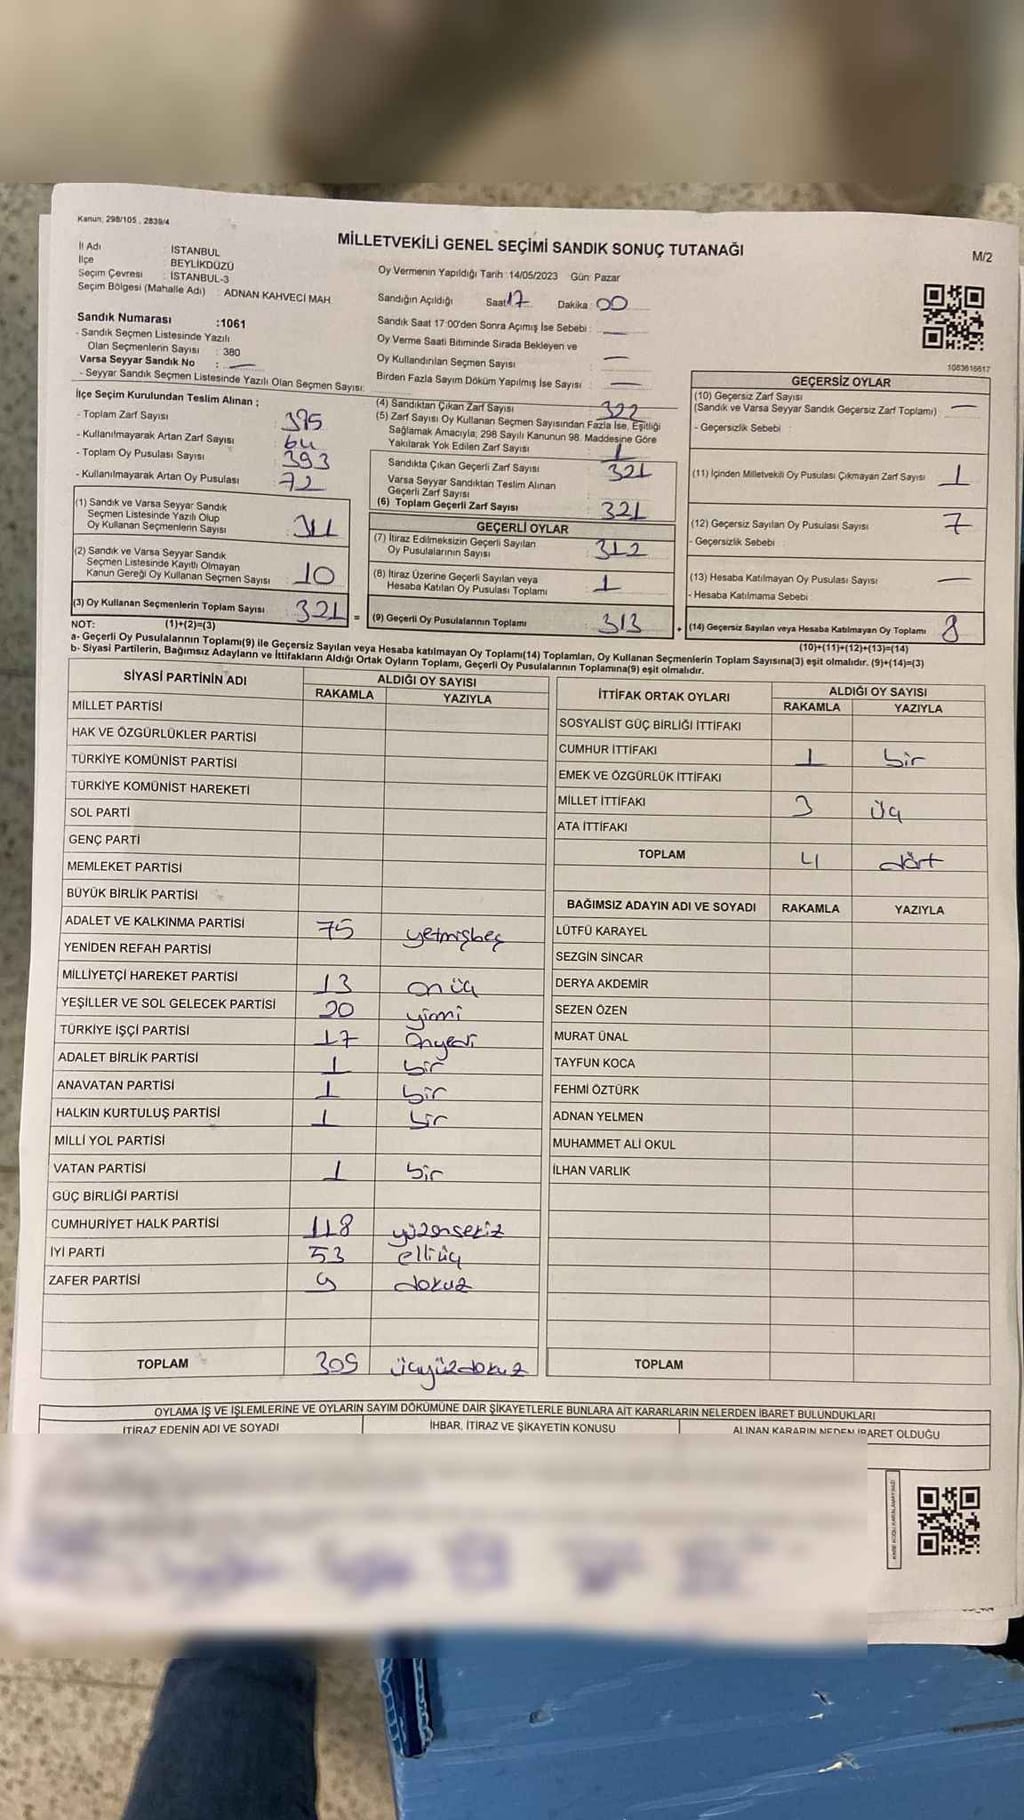 Kanun; 298/105 , 2839/4
MİLLETVEKİLİ GENEL SEÇİMİ SANDIK SONUÇ TUTANAĞI
M/2
İl Adı : İSTANBUL
İlçe BEYLİKDÜZÜ
Seçim Çevresi : İSTANBUL-3
Seçim Bölgesi (Mahalle Adı) : ADNAN KAHVECİ MAH.
Oy Vermenin Yapıldığı Tarih :14/05/2023 Gün: Pazar
Sandığın Açıldığı Saat 17 Dakika : 00
Sandık Saat 17:00'den Sonra Açımış İse Sebebi : —
Oy Verme Saati Bitiminde Sırada Bekleyen ve
Oy Kullandırılan Seçmen Sayısı : —
Birden Fazla Sayım Döküm Yapılmış İse Sayısı : —
Sandık Numarası :1061
- Sandık Seçmen Listesinde Yazılı
Olan Seçmenlerin Sayısı : 380
Varsa Seyyar Sandık No : —
- Seyyar Sandık Seçmen Listesinde Yazılı Olan Seçmen Sayısı:
İlçe Seçim Kurulundan Teslim Alınan ;
- Toplam Zarf Sayısı : 395
- Kullanılmayarak Artan Zarf Sayısı : 64
- Toplam Oy Pusulası Sayısı : 393
- Kullanılmayarak Artan Oy Pusulası : 72
(1) Sandık ve Varsa Seyyar Sandık
Seçmen Listesinde Yazılı Olup
Oy Kullanan Seçmenlerin Sayısı 311
(2) Sandık ve Varsa Seyyar Sandık
Seçmen Listesinde Kayıtlı Olmayan
Kanun Gereği Oy Kullanan Seçmen Sayısı 10
(3) Oy Kullanan Seçmenlerin Toplam Sayısı 321 =
(4) Sandıktan Çıkan Zarf Sayısı : 322
(5) Zarf Sayısı Oy Kullanan Seçmen Sayısından Fazla İse, Eşitliği
Sağlamak Amacıyla; 298 Sayılı Kanunun 98. Maddesine Göre
Yakılarak Yok Edilen Zarf Sayısı : 1
Sandıkta Çıkan Geçerli Zarf Sayısı : 321
Varsa Seyyar Sandıktan Teslim Alınan
Geçerli Zarf Sayısı
(6) Toplam Geçerli Zarf Sayısı : 321
GEÇERLİ OYLAR
(7) İtiraz Edilmeksizin Geçerli Sayılan
Oy Pusulalarının Sayısı : 312
(8) İtiraz Üzerine Geçerli Sayılan veya
Hesaba Katılan Oy Pusulası Toplamı : 1
(9) Geçerli Oy Pusulalarının Toplamı : 313 +
1083616617
GEÇERSİZ OYLAR
(10) Geçersiz Zarf Sayısı
(Sandık ve Varsa Seyyar Sandık Geçersiz Zarf Toplamı) : —
- Geçersizlik Sebebi :
(11) İçinden Milletvekili Oy Pusulası Çıkmayan Zarf Sayısı : 1
(12) Geçersiz Sayılan Oy Pusulası Sayısı : 7
- Geçersizlik Sebebi :
(13) Hesaba Katılmayan Oy Pusulası Sayısı : —
- Hesaba Katılmama Sebebi :
(14) Geçersiz Sayılan veya Hesaba Katılmayan Oy Toplamı : 8
NOT: (1)+(2)=(3)
(10)+(11)+(12)+(13)=(14)
a- Geçerli Oy Pusulalarının Toplamı(9) ile Geçersiz Sayılan veya Hesaba Katılmayan Oy Toplamı(14) Toplamları, Oy Kullanan Seçmenlerin Toplam Sayısına(3) eşit olmalıdır. (9)+(14)=(3)
b- Siyasi Partilerin, Bağımsız Adayların ve İttifakların Aldığı Ortak Oyların Toplamı, Geçerli Oy Pusulalarının Toplamına(9) eşit olmalıdır.
SİYASİ PARTİNİN ADI ALDIĞI OY SAYISI
RAKAMLA YAZIYLA
MİLLET PARTİSİ
HAK VE ÖZGÜRLÜKLER PARTİSİ
TÜRKİYE KOMÜNİST PARTİSİ
TÜRKİYE KOMÜNİST HAREKETİ
SOL PARTİ
GENÇ PARTİ
MEMLEKET PARTİSİ
BÜYÜK BİRLİK PARTİSİ
ADALET VE KALKINMA PARTİSİ 75 yetmişbeş
YENİDEN REFAH PARTİSİ
MİLLİYETÇİ HAREKET PARTİSİ 13 onüç
YEŞİLLER VE SOL GELECEK PARTİSİ 20 yirmi
TÜRKİYE İŞÇİ PARTİSİ 17 onyedi
ADALET BİRLİK PARTİSİ 1 bir
ANAVATAN PARTİSİ 1 bir
HALKIN KURTULUŞ PARTİSİ 1 bir
MİLLİ YOL PARTİSİ
VATAN PARTİSİ 1 bir
GÜÇ BİRLİĞİ PARTİSİ
CUMHURİYET HALK PARTİSİ 118 yüzonsekiz
İYİ PARTİ 53 elliüç
ZAFER PARTİSİ 9 dokuz
TOPLAM 309 üçyüzdokuz
İTTİFAK ORTAK OYLARI ALDIĞI OY SAYISI
RAKAMLA YAZIYLA
SOSYALİST GÜÇ BİRLİĞİ İTTİFAKI
CUMHUR İTTİFAKI 1 bir
EMEK VE ÖZGÜRLÜK İTTİFAKI
MİLLET İTTİFAKI 3 üç
ATA İTTİFAKI
TOPLAM 4 dört
BAĞIMSIZ ADAYIN ADI VE SOYADI RAKAMLA YAZIYLA
LÜTFÜ KARAYEL
SEZGİN SİNCAR
DERYA AKDEMİR
SEZEN ÖZEN
MURAT ÜNAL
TAYFUN KOCA
FEHMİ ÖZTÜRK
ADNAN YELMEN
MUHAMMET ALİ OKUL
İLHAN VARLIK
TOPLAM
OYLAMA İŞ VE İŞLEMLERİNE VE OYLARIN SAYIM DÖKÜMÜNE DAİR ŞİKAYETLERLE BUNLARA AİT KARARLARIN NELERDEN İBARET BULUNDUKLARI
İTİRAZ EDENİN ADI VE SOYADI İHBAR, İTİRAZ VE ŞİKAYETİN KONUSU ALINAN KARARIN NEDEN İBARET OLDUĞU